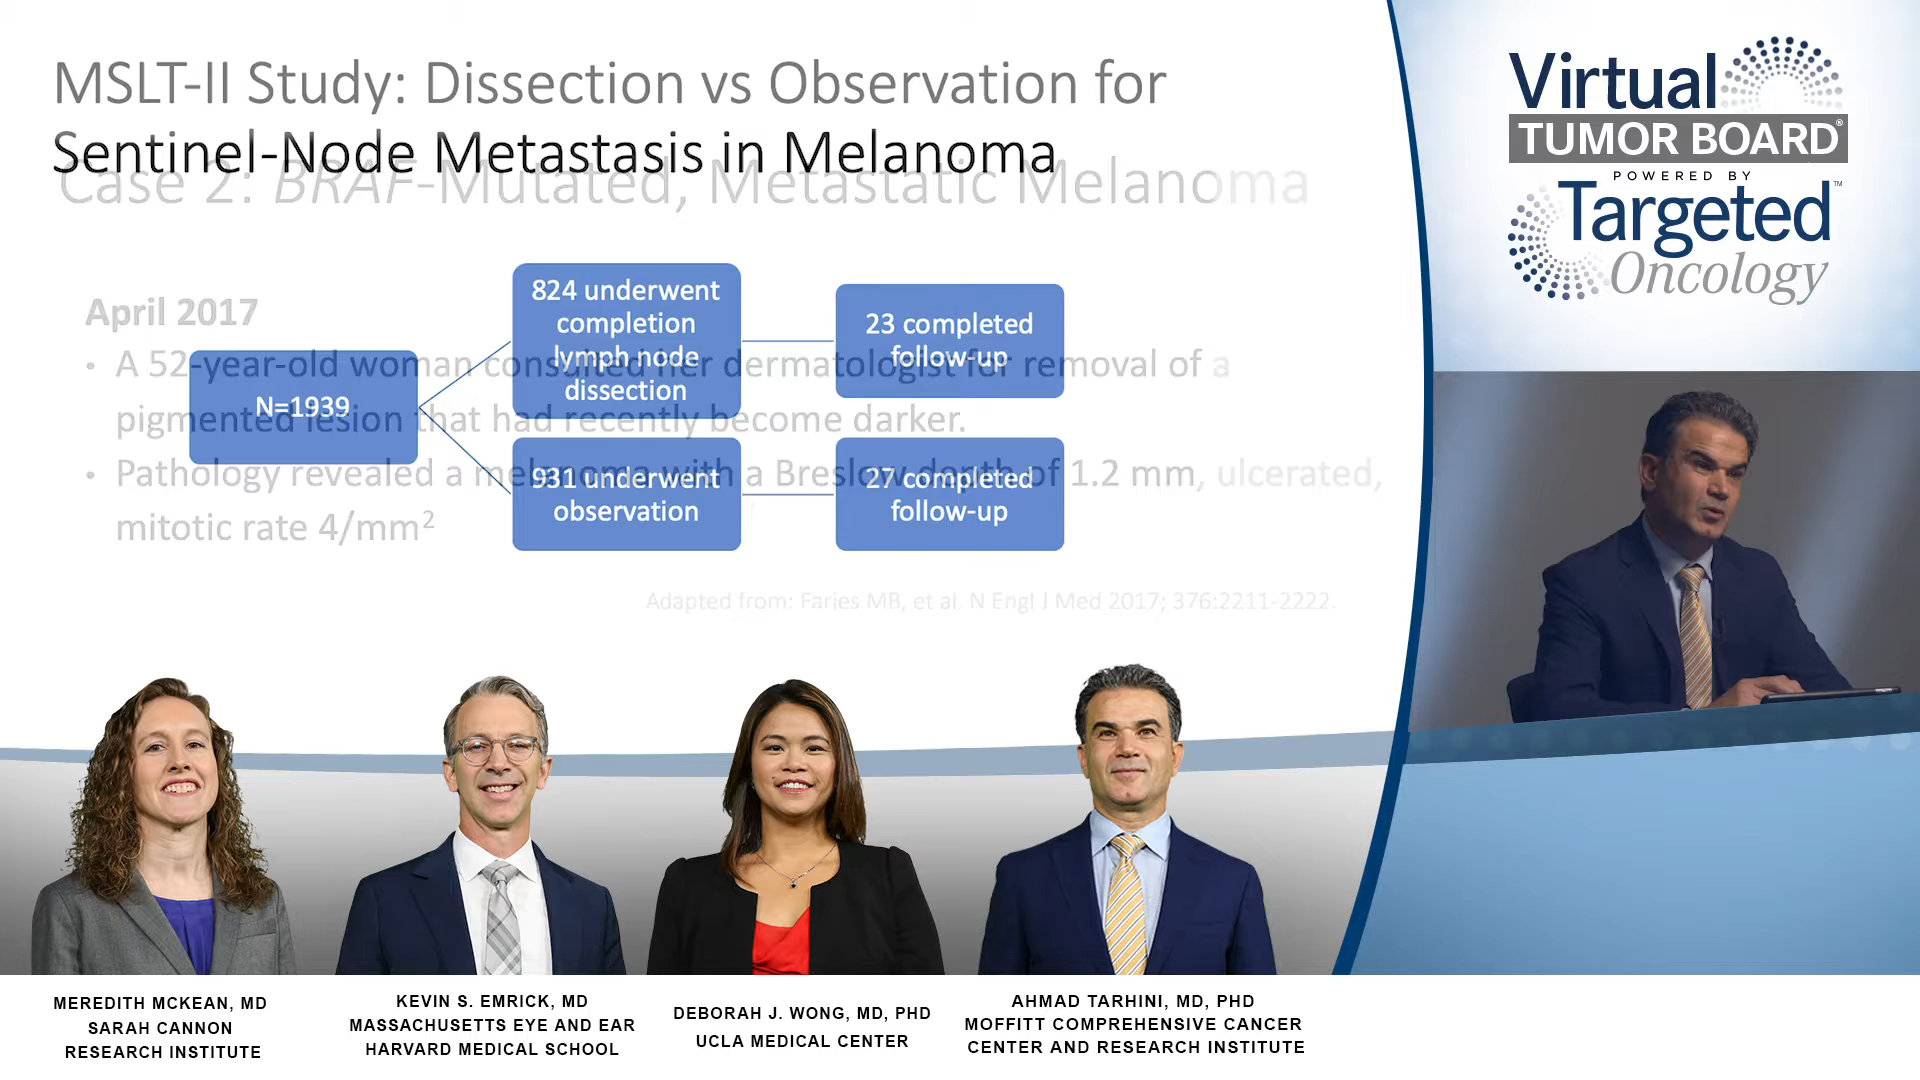 MSLT-II Study: Dissection vs Observation for
Sentinel-Node Metastasis in Melanoma
Case 2: BRAF-Mutated, Metastatic Melanoma
824 underwent
completion
lymph node
dissection
23 completed
follow-up
N=1939
931 underwent
observation
27 completed
follow-up
April 2017
• A 52-year-old woman consulted her dermatologist for removal of a
pigmented lesion that had recently become darker.
• Pathology revealed a melanoma with a Breslow depth of 1.2 mm, ulcerated,
mitotic rate 4/mm²
Adapted from: Faries MB, et al. N Engl J Med 2017; 376:2211-2222.
Virtual
TUMOR BOARD®
POWERED BY
Targeted™
Oncology
MEREDITH MCKEAN, MD
SARAH CANNON
RESEARCH INSTITUTE
KEVIN S. EMRICK, MD
MASSACHUSETTS EYE AND EAR
HARVARD MEDICAL SCHOOL
DEBORAH J. WONG, MD, PHD
UCLA MEDICAL CENTER
AHMAD TARHINI, MD, PHD
MOFFITT COMPREHENSIVE CANCER
CENTER AND RESEARCH INSTITUTE